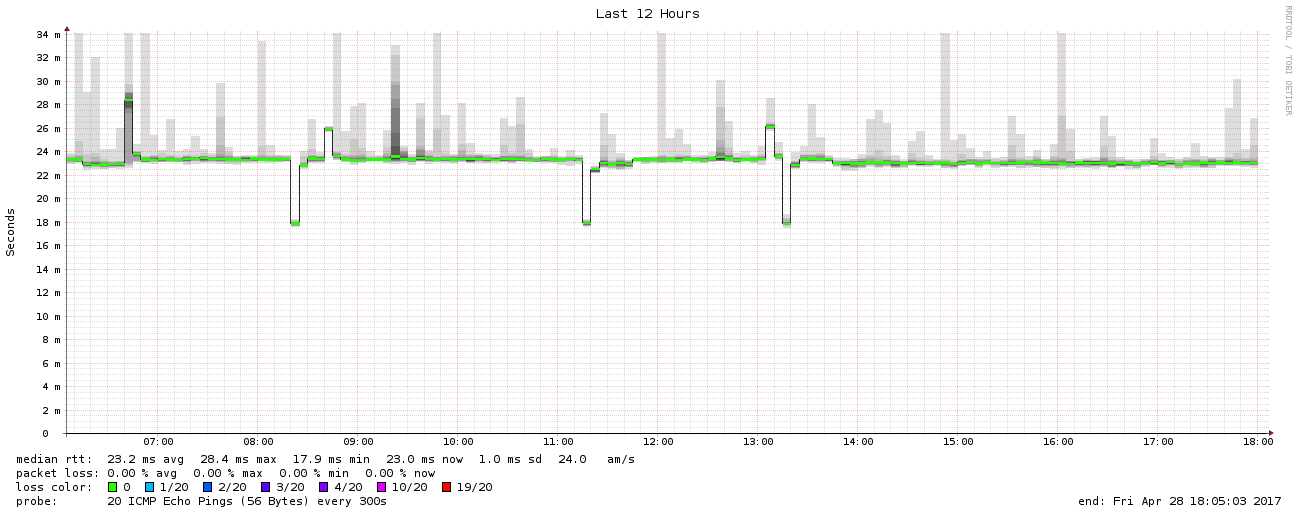 Last 12 Hours
RRDTOOL / TOBI OETIKER
Seconds
34 m
32 m
30 m
28 m
26 m
24 m
22 m
20 m
18 m
16 m
14 m
12 m
10 m
8 m
6 m
4 m
2 m
0
07:00 08:00 09:00 10:00 11:00 12:00 13:00 14:00 15:00 16:00 17:00 18:00
median rtt: 23.2 ms avg 28.4 ms max 17.9 ms min 23.0 ms now 1.0 ms sd 24.0 am/s
packet loss: 0.00 % avg 0.00 % max 0.00 % min 0.00 % now
loss color: 0 1/20 2/20 3/20 4/20 10/20 19/20
probe: 20 ICMP Echo Pings (56 Bytes) every 300s
end: Fri Apr 28 18:05:03 2017